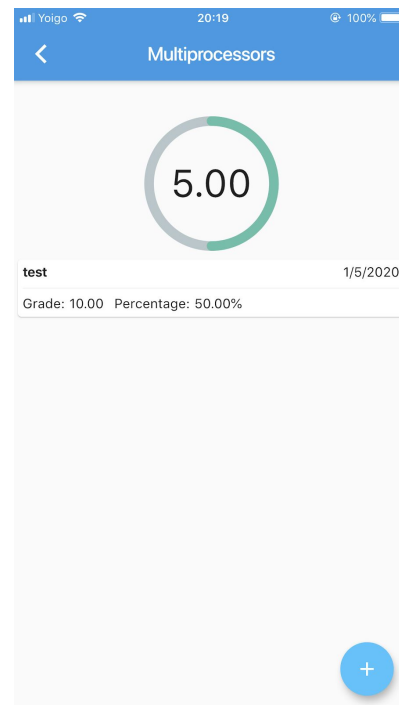 Yoigo 20:19 100%
Multiprocessors
5.00
test 1/5/2020
Grade: 10.00 Percentage: 50.00%
+